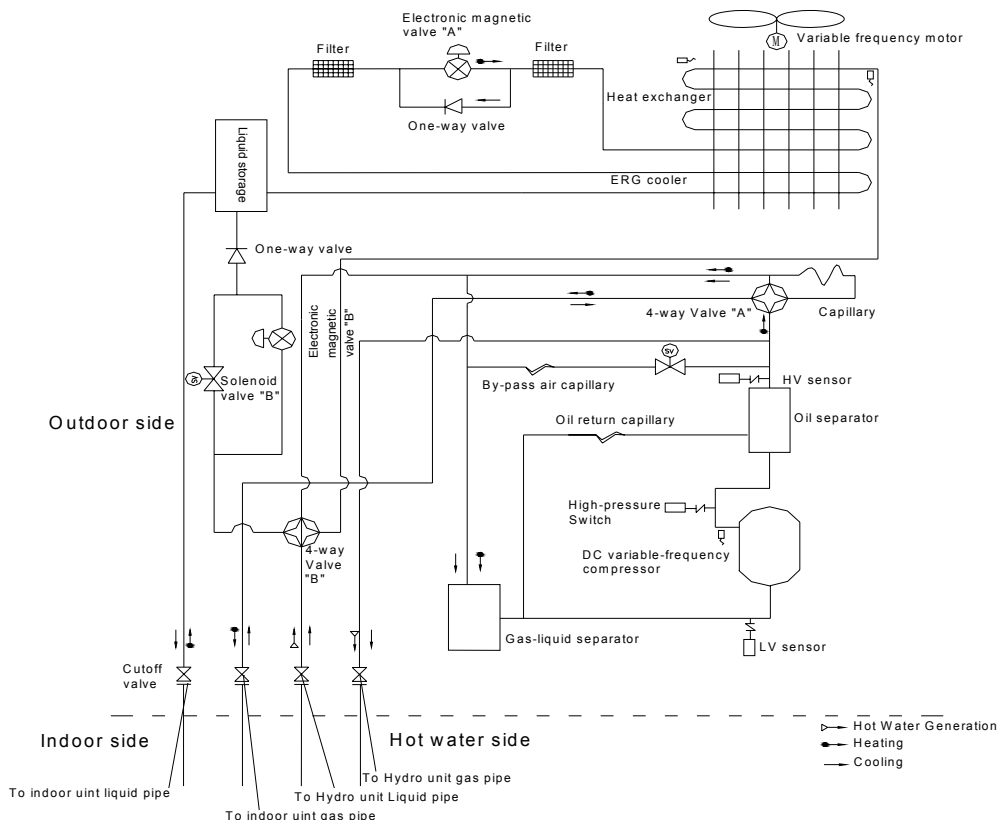 Electronic magnetic
valve "A"
Filter
Filter
One-way valve
M
Variable frequency motor
Heat exchanger
ERG cooler
Liquid storage
One-way valve
Electronic
magnetic
valve "B"
4-way Valve "A"
Capillary
SV
Solenoid
valve "B"
SV
By-pass air capillary
HV sensor
Outdoor side
Oil return capillary
Oil separator
High-pressure
Switch
DC variable-frequency
compressor
4-way
Valve
"B"
Gas-liquid separator
LV sensor
Cutoff
valve
Indoor side
Hot water side
Hot Water Generation
Heating
Cooling
To Hydro unit gas pipe
To indoor uint liquid pipe
To Hydro unit Liquid pipe
To indoor uint gas pipe